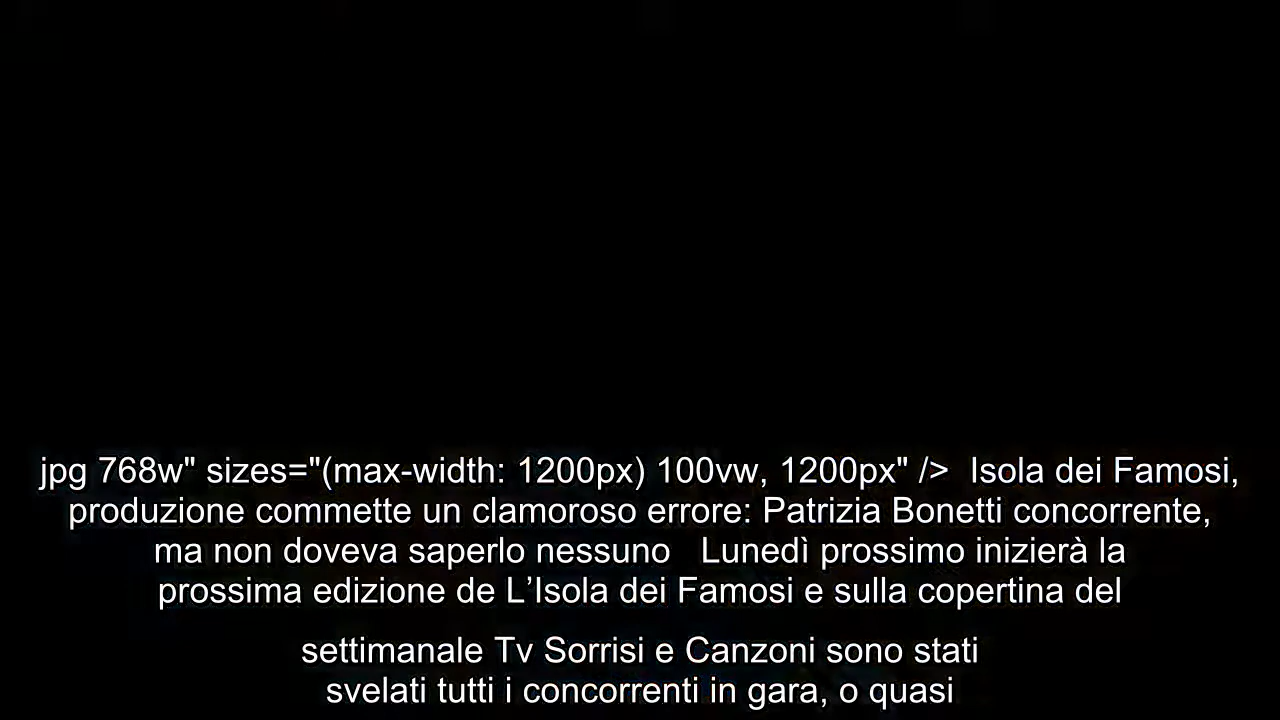 jpg 768w" sizes="(max-width: 1200px) 100vw, 1200px" />  Isola dei Famosi,
produzione commette un clamoroso errore: Patrizia Bonetti concorrente,
ma non doveva saperlo nessuno   Lunedì prossimo inizierà la
prossima edizione de L’Isola dei Famosi e sulla copertina del
settimanale Tv Sorrisi e Canzoni sono stati
svelati tutti i concorrenti in gara, o quasi